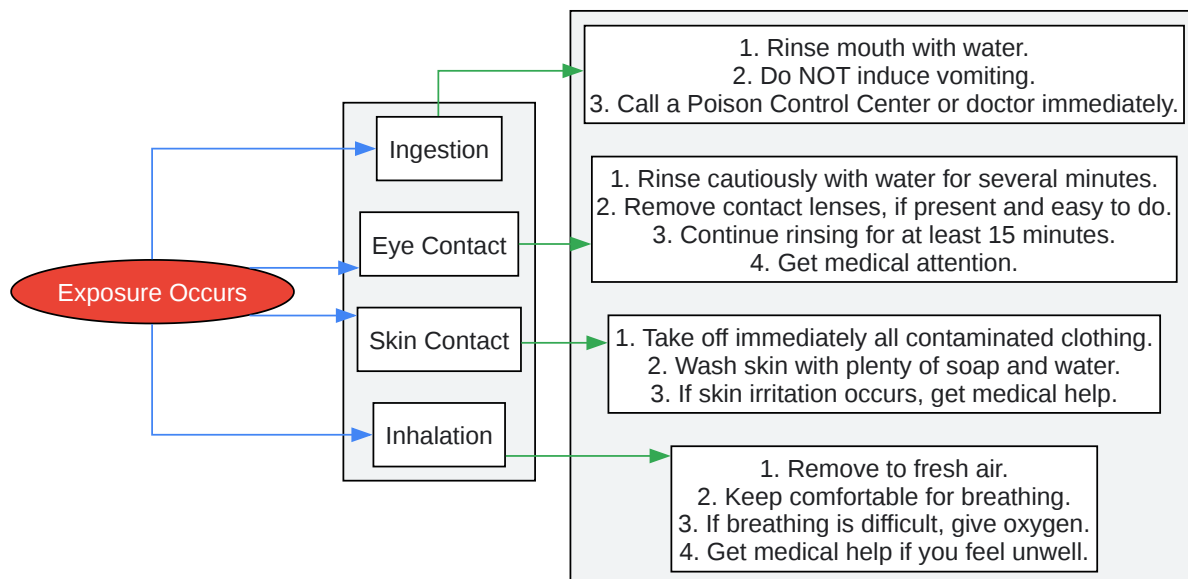 Exposure Occurs
Ingestion
Eye Contact
Skin Contact
Inhalation
1. Rinse mouth with water.
2. Do NOT induce vomiting.
3. Call a Poison Control Center or doctor immediately.
1. Rinse cautiously with water for several minutes.
2. Remove contact lenses, if present and easy to do.
3. Continue rinsing for at least 15 minutes.
4. Get medical attention.
1. Take off immediately all contaminated clothing.
2. Wash skin with plenty of soap and water.
3. If skin irritation occurs, get medical help.
1. Remove to fresh air.
2. Keep comfortable for breathing.
3. If breathing is difficult, give oxygen.
4. Get medical help if you feel unwell.